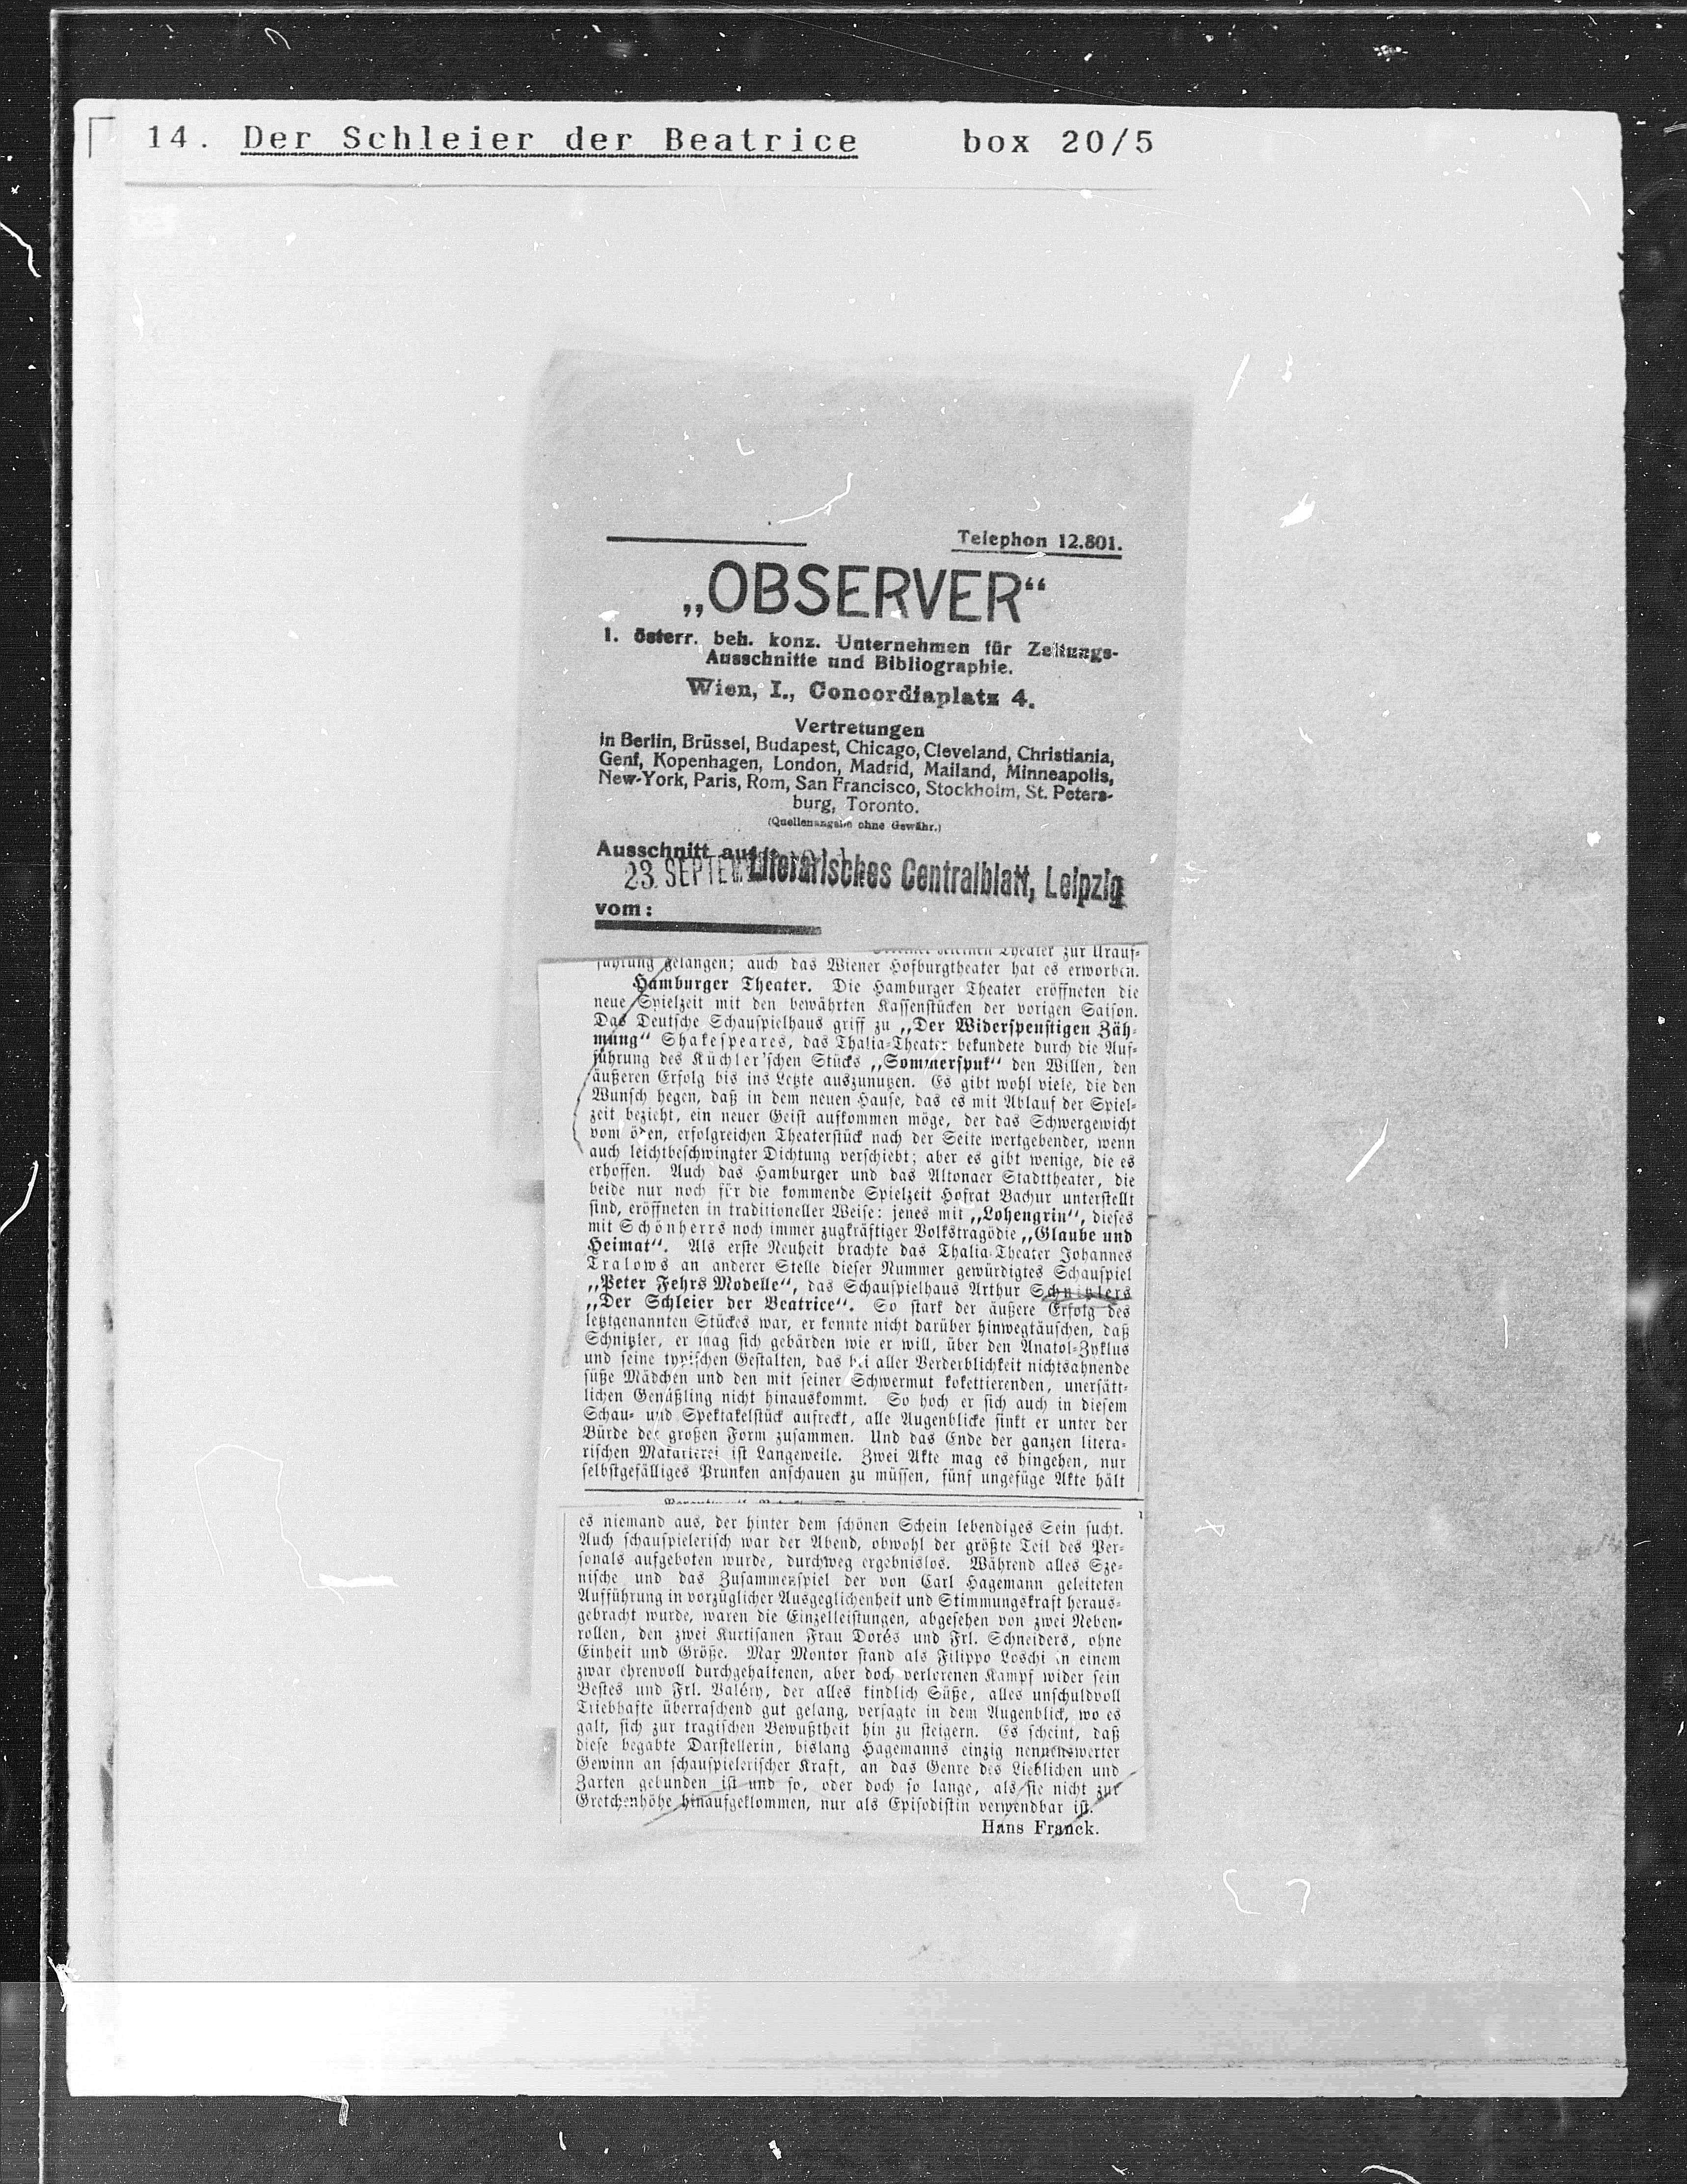 14. Der Schleier der Beatrice box 20/5
Telephon 12.801.
„OBSERVER“
I. österr. beh. konz. Unternehmen für Zeitungs-
Ausschnitte und Bibliographie.
Wien, I., Concordiaplatz 4.
Vertretungen
in Berlin, Brüssel, Budapest, Chicago, Cleveland, Christiania,
Genf, Kopenhagen, London, Madrid, Mailand, Minneapolis,
New-York, Paris, Rom, San Francisco, Stockholm, St. Peters-
burg, Toronto.
(Quellenangabe ohne Gewähr.)
Ausschnitt aus:
23. SEPTEM Literarisches Centralblatt, Leipzig
vom:
Theater zur Urauf-
führung gelangen; auch das Wiener Hofburgtheater hat es erworben.
Hamburger Theater. Die Hamburger Theater eröffneten die
neue Spielzeit mit den bewährten Kassenstücken der vorigen Saison.
Das Deutsche Schauspielhaus griff zu „Der Widerspenstigen Zäh-
mung“ Shakespeares, das Thalia-Theater bekundete durch die Auf-
führung des Küchler'schen Stücks „Sommerspuk“ den Willen, den
äußeren Erfolg bis ins Letzte auszunutzen. Es gibt wohl viele, die den
Wunsch hegen, daß in dem neuen Hause, das es mit Ablauf der Spiel-
zeit bezieht, ein neuer Geist aufkommen möge, der das Schwergewicht
vom öden, erfolgreichen Theaterstück nach der Seite wertgebender, wenn
auch leichtbeschwingter Dichtung verschiebt; aber es gibt wenige, die es
erhoffen. Auch das Hamburger und das Altonaer Stadttheater, die
beide nur noch für die kommende Spielzeit Hofrat Bachur unterstellt
sind, eröffneten in traditioneller Weise: jenes mit „Lohengrin“, dieses
mit Schönherrs noch immer zugkräftiger Volkstragödie „Glaube und
Heimat“. Als erste Neuheit brachte das Thalia-Theater Johannes
Tralows an anderer Stelle dieser Nummer gewürdigtes Schauspiel
„Peter Fehrs Modelle“, das Schauspielhaus Arthur Schnitzlers
„Der Schleier der Beatrice“. So stark der äußere Erfolg des
letztgenannten Stückes war, er konnte nicht darüber hinwegtäuschen, daß
Schnitzler, er mag sich gebärden wie er will, über den Anatol-Zyklus
und seine typischen Gestalten, das bei aller Verderblichkeit nichtsahnende
süße Mädchen und den mit seiner Schwermut kokettierenden, unersätt-
lichen Genüßling nicht hinauskommt. So hoch er sich auch in diesem
Schau- und Spektakelstück aufreckt, alle Augenblicke sinkt er unter der
Bürde der großen Form zusammen. Und das Ende der ganzen litera-
rischen Makarterei ist Langeweile. Zwei Akte mag es hingehen, nur
selbstgefälliges Prunken anschauen zu müssen, fünf ungefüge Akte hält
es niemand aus, der hinter dem schönen Schein lebendiges Sein sucht.
Auch schauspielerisch war der Abend, obwohl der größte Teil des Per-
sonals aufgeboten wurde, durchweg ergebnislos. Während alles Sze-
nische und das Zusammenspiel der von Carl Hagemann geleiteten
Aufführung in vorzüglicher Ausgeglichenheit und Stimmungskraft heraus-
gebracht wurde, waren die Einzelleistungen, abgesehen von zwei Neben-
rollen, den zwei Kurtisanen Frau Dorés und Frl. Schneiders, ohne
Einheit und Größe. Max Montor stand als Filippo Loschi in einem
zwar ehrenvoll durchgehaltenen, aber doch verlorenen Kampf wider sein
Bestes und Frl. Valéry, der alles kindlich Süße, alles unschuldvoll
Triebhafte überraschend gut gelang, versagte in dem Augenblick, wo es
galt, sich zur tragischen Bewußtheit hin zu steigern. Es scheint, daß
diese begabte Darstellerin, bislang Hagemanns einzig nennenswerter
Gewinn an schauspielerischer Kraft, an das Genre des Lieblichen und
Zarten gebunden ist und so, oder doch so lange, als sie nicht zur
Gretchenhöhe hinaufgeklommen, nur als Episodistin verwendbar ist.
Hans Franck.